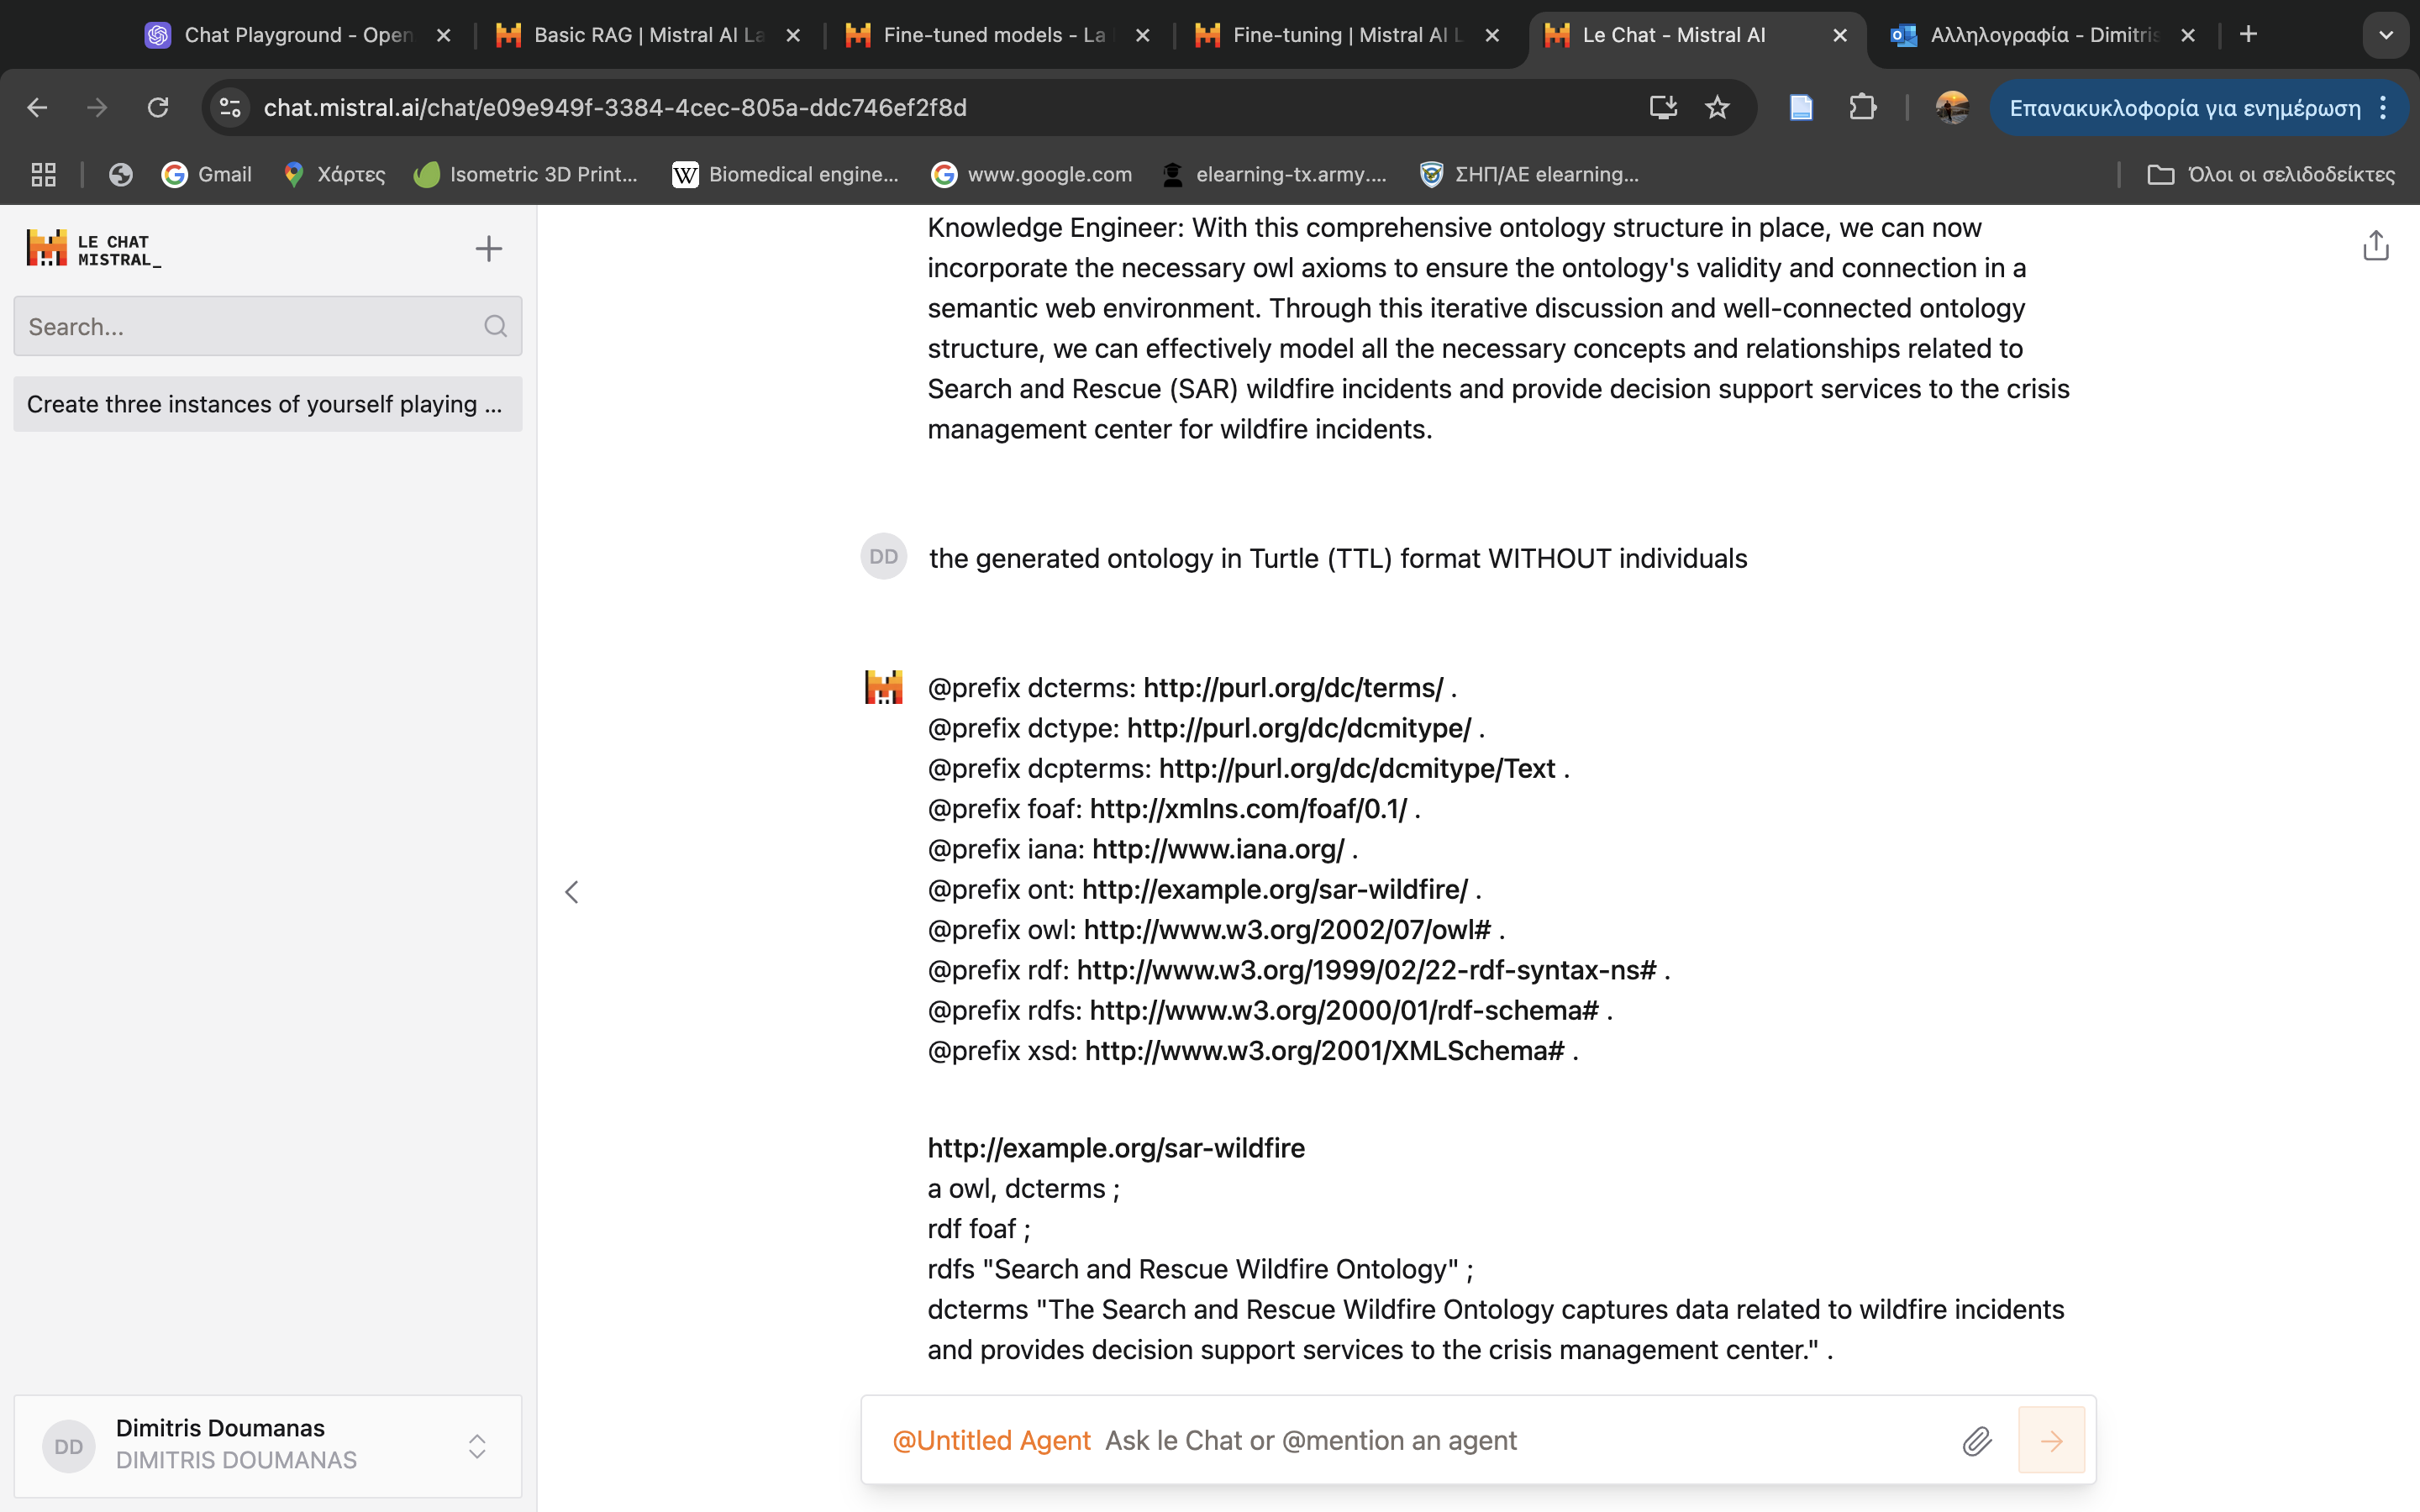 Chat Playground - Open
Basic RAG | Mistral AI La
Fine-tuned models - La
Fine-tuning | Mistral AI L
Le Chat - Mistral AI
Αλληλογραφία - Dimitris
chat.mistral.ai/chat/e09e949f-3384-4cec-805a-ddc746ef2f8d
Επανακυκλοφορία για ενημέρωση
Gmail
Χάρτες
Isometric 3D Print...
W Biomedical engine...
www.google.com
elearning-tx.army....
ΣΗΠ/ΑΕ elearning...
Όλοι οι σελιδοδείκτες
LE CHAT
MISTRAL_
Search...
Create three instances of yourself playing ...
Knowledge Engineer: With this comprehensive ontology structure in place, we can now
incorporate the necessary owl axioms to ensure the ontology's validity and connection in a
semantic web environment. Through this iterative discussion and well-connected ontology
structure, we can effectively model all the necessary concepts and relationships related to
Search and Rescue (SAR) wildfire incidents and provide decision support services to the crisis
management center for wildfire incidents.
DD the generated ontology in Turtle (TTL) format WITHOUT individuals
@prefix dcterms: http://purl.org/dc/terms/ .
@prefix dctype: http://purl.org/dc/dcmitype/ .
@prefix dcpterms: http://purl.org/dc/dcmitype/Text .
@prefix foaf: http://xmlns.com/foaf/0.1/ .
@prefix iana: http://www.iana.org/ .
@prefix ont: http://example.org/sar-wildfire/ .
@prefix owl: http://www.w3.org/2002/07/owl# .
@prefix rdf: http://www.w3.org/1999/02/22-rdf-syntax-ns# .
@prefix rdfs: http://www.w3.org/2000/01/rdf-schema# .
@prefix xsd: http://www.w3.org/2001/XMLSchema# .
http://example.org/sar-wildfire
a owl, dcterms ;
rdf foaf ;
rdfs "Search and Rescue Wildfire Ontology" ;
dcterms "The Search and Rescue Wildfire Ontology captures data related to wildfire incidents
and provides decision support services to the crisis management center." .
DD
Dimitris Doumanas
DIMITRIS DOUMANAS
@Untitled Agent Ask le Chat or @mention an agent